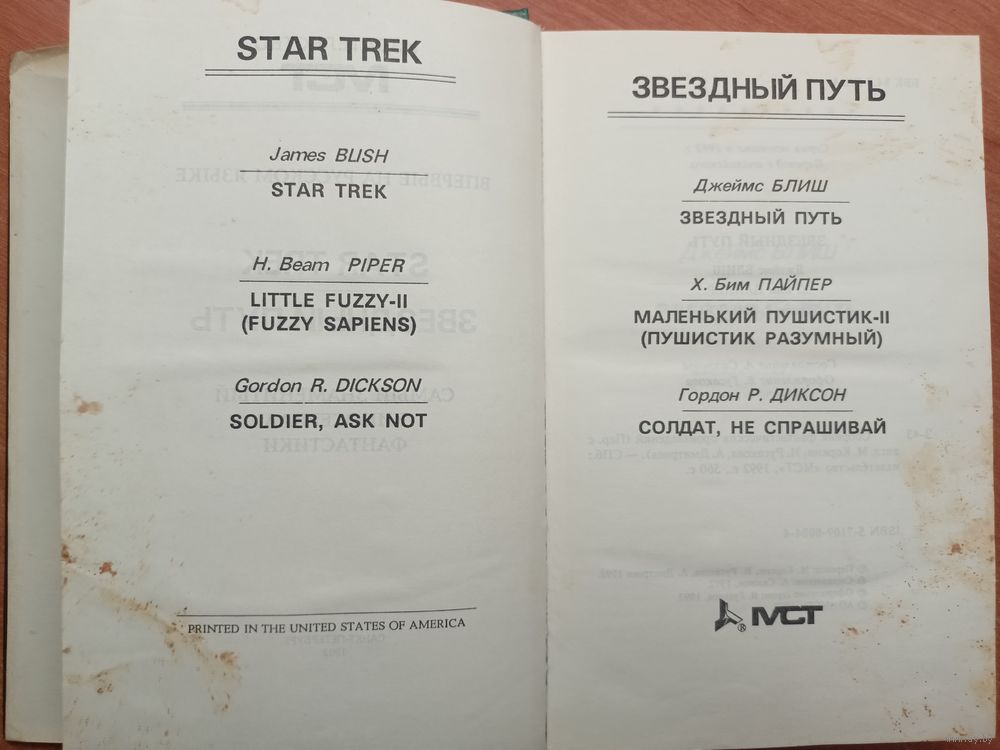 STAR TREK
James BLISH
STAR TREK
H. Beam PIPER
LITTLE FUZZY-II
(FUZZY SAPIENS)
Gordon R. DICKSON
SOLDIER, ASK NOT
PRINTED IN THE UNITED STATES OF AMERICA
ЗВЕЗДНЫЙ ПУТЬ
Джеймс БЛИШ
ЗВЕЗДНЫЙ ПУТЬ
Х. Бим ПАЙПЕР
МАЛЕНЬКИЙ ПУШИСТИК-II
(ПУШИСТИК РАЗУМНЫЙ)
Гордон Р. ДИКСОН
СОЛДАТ, НЕ СПРАШИВАЙ
® МСТ